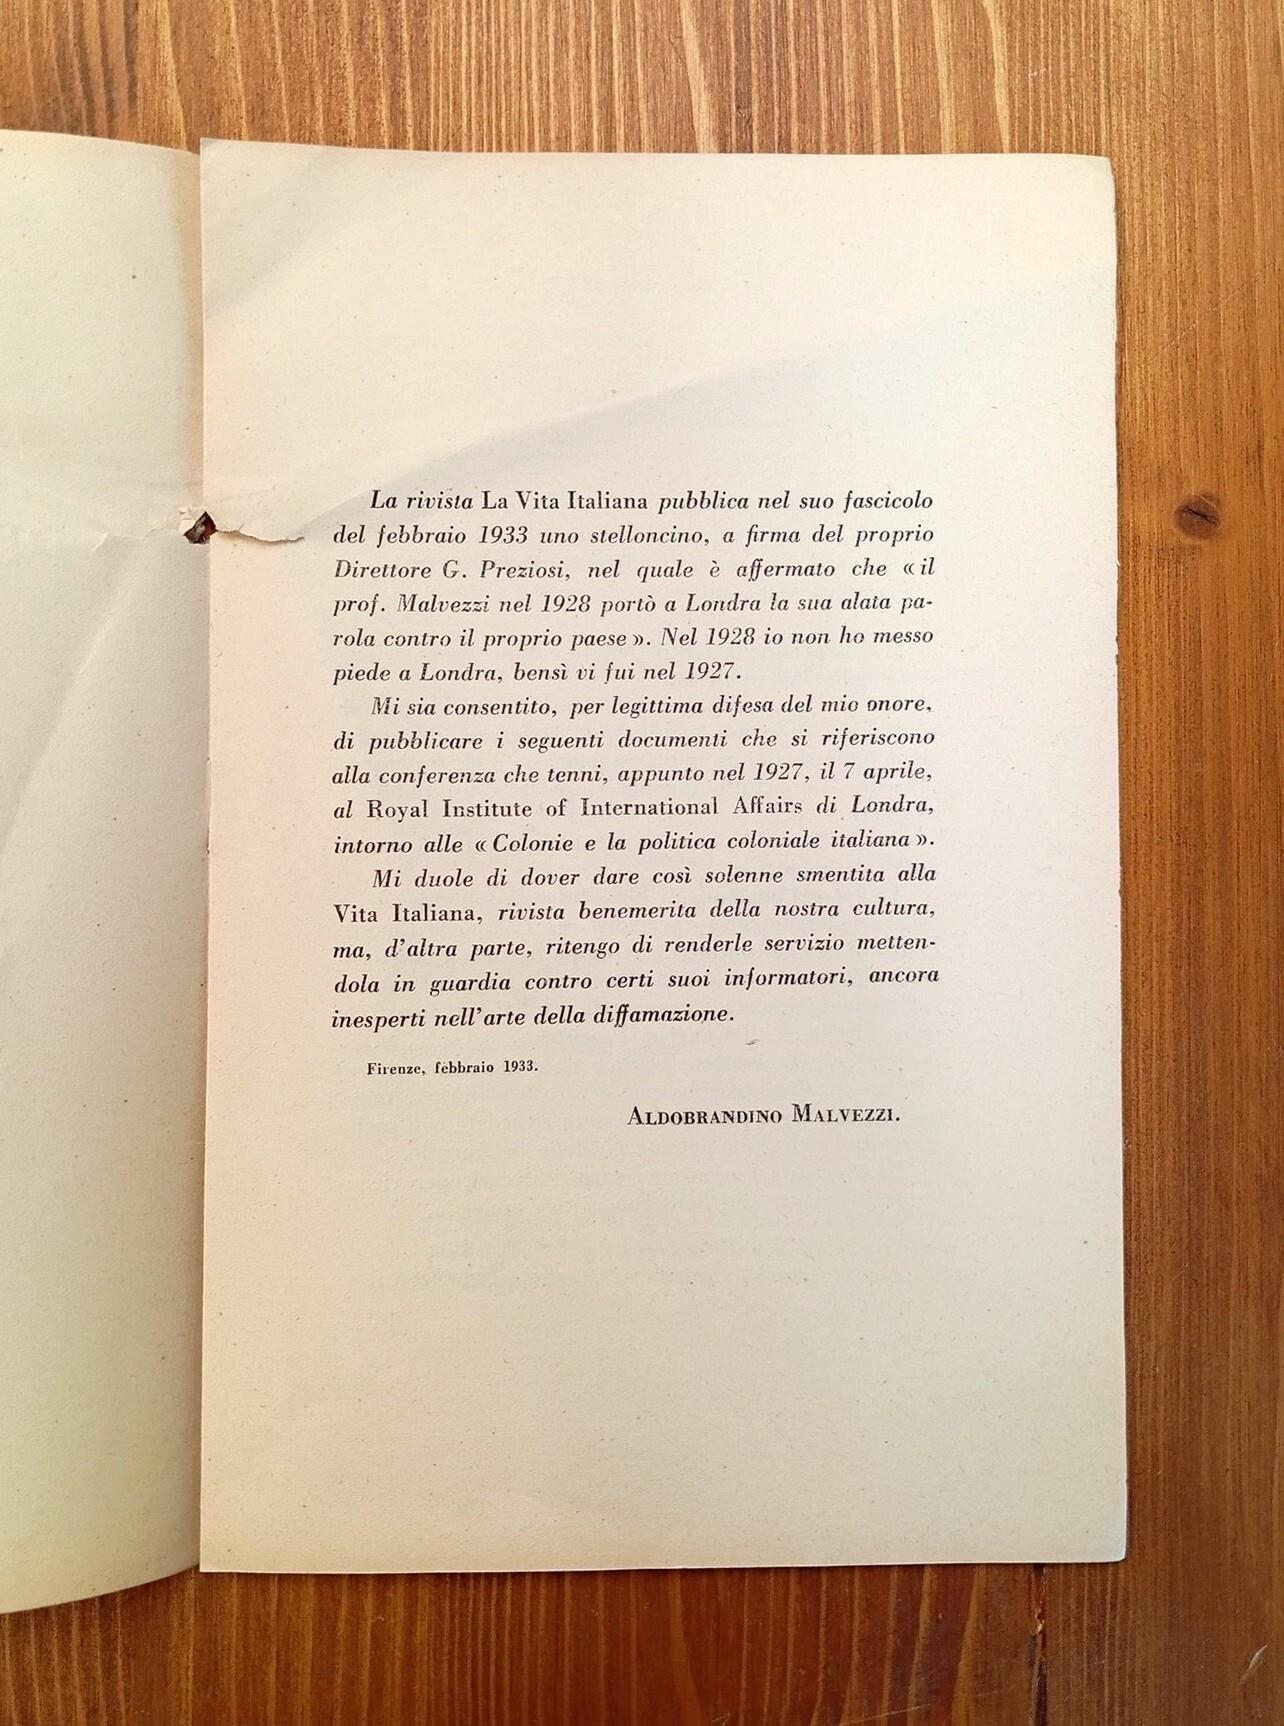 La rivista La Vita Italiana pubblica nel suo fascicolo
del febbraio 1933 uno stelloncino, a firma del proprio
Direttore G. Preziosi, nel quale è affermato che « il
prof. Malvezzi nel 1928 portò a Londra la sua alata pa-
rola contro il proprio paese ». Nel 1928 io non ho messo
piede a Londra, bensì vi fui nel 1927.
Mi sia consentito, per legittima difesa del mio onore,
di pubblicare i seguenti documenti che si riferiscono
alla conferenza che tenni, appunto nel 1927, il 7 aprile,
al Royal Institute of International Affairs di Londra,
intorno alle « Colonie e la politica coloniale italiana ».
Mi duole di dover dare così solenne smentita alla
Vita Italiana, rivista benemerita della nostra cultura,
ma, d'altra parte, ritengo di renderle servizio metten-
dola in guardia contro certi suoi informatori, ancora
inesperti nell'arte della diffamazione.
Firenze, febbraio 1933.
ALDOBRANDINO MALVEZZI.